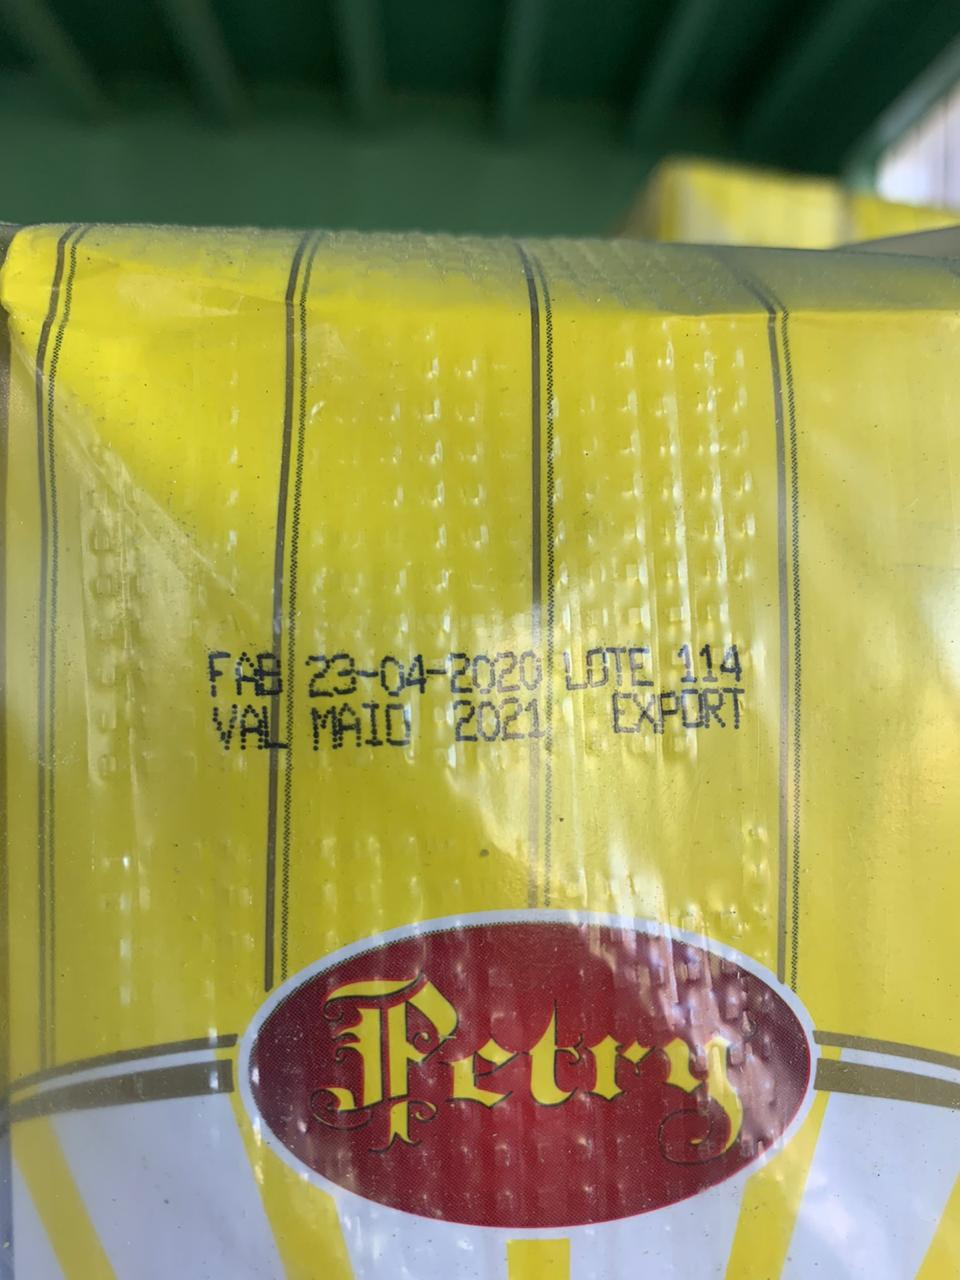 FAB 23-04-2020 LOTE 114
VAL MAIO 2021 EXPORT
Petry